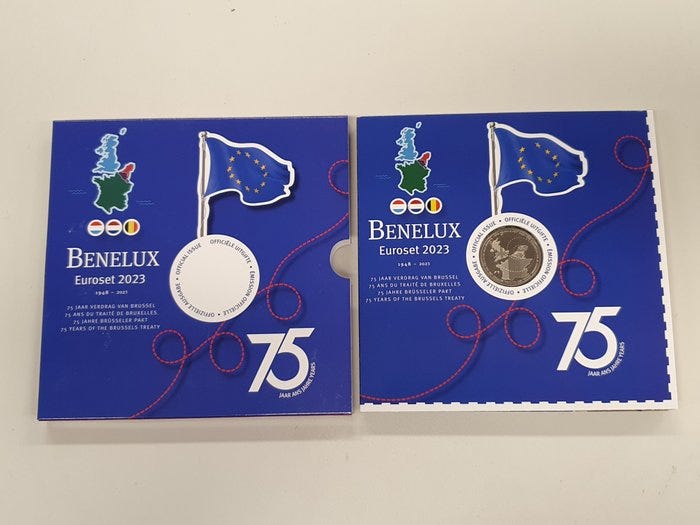 BENELUX
Euroset 2023
1948 – 2021
75 JAAR VERDRAG VAN BRUSSEL
75 ANS DU TRAITÉ DE BRUXELLES
75 JAHRE BRÜSSELER PAKT
75 YEARS OF THE BRUSSELS TREATY
OFFICIAL ISSUE • OFFICIËLE UITGIFTE • ÉMISSION OFFICIELLE • OFFIZIELLE AUSGABE •
75
JAAR ANS JAHRE YEARS
BENELUX
Euroset 2023
1948 – 2021
75 JAAR VERDRAG VAN BRUSSEL
75 ANS DU TRAITÉ DE BRUXELLES
75 JAHRE BRÜSSELER PAKT
75 YEARS OF THE BRUSSELS TREATY
OFFICIAL ISSUE • OFFICIËLE UITGIFTE • ÉMISSION OFFICIELLE • OFFIZIELLE AUSGABE •
75
JAAR ANS JAHRE YEARS